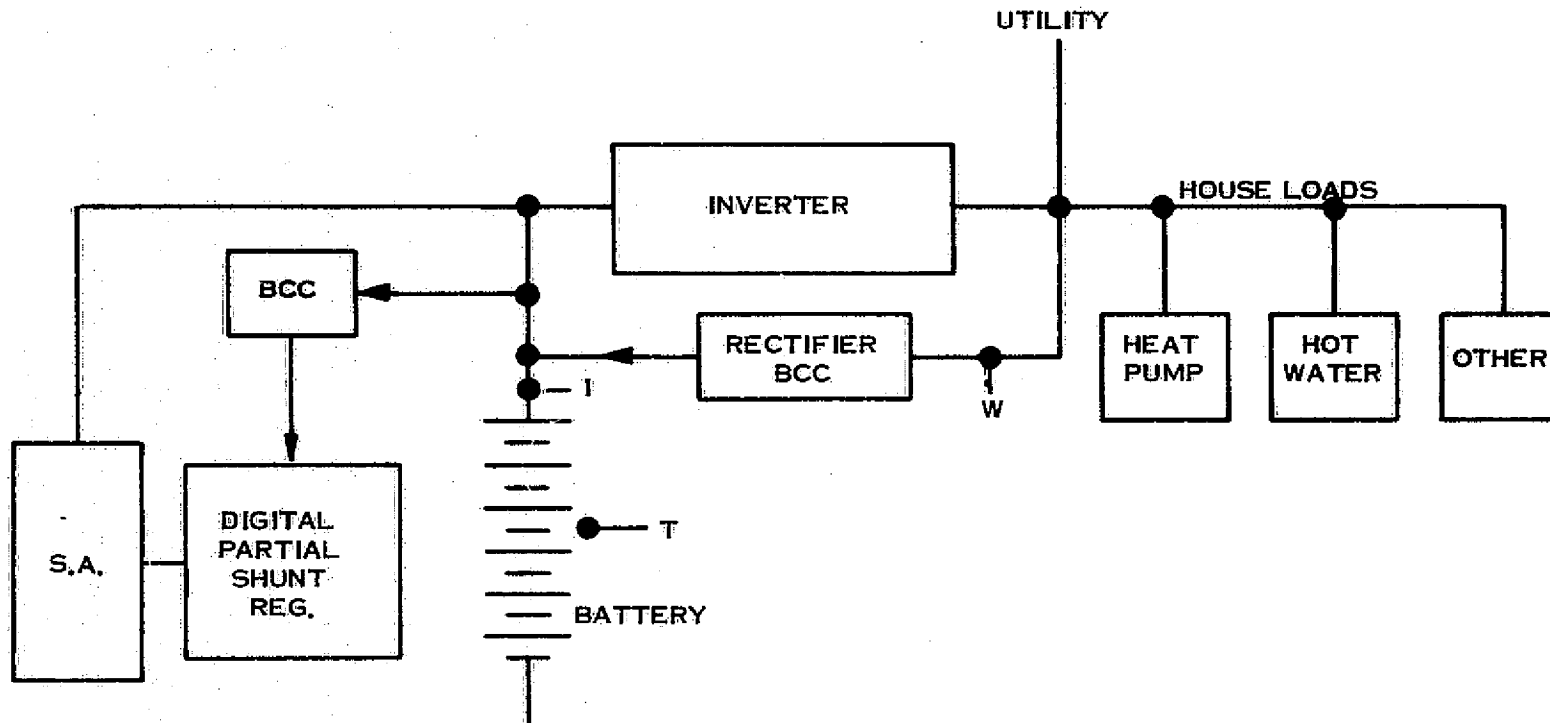 UTILITY
INVERTER
HOUSE LOADS
BCC
RECTIFIER
BCC
W
HEAT
PUMP
HOT
WATER
OTHER
I
S.A.
DIGITAL
PARTIAL
SHUNT
REG.
T
BATTERY